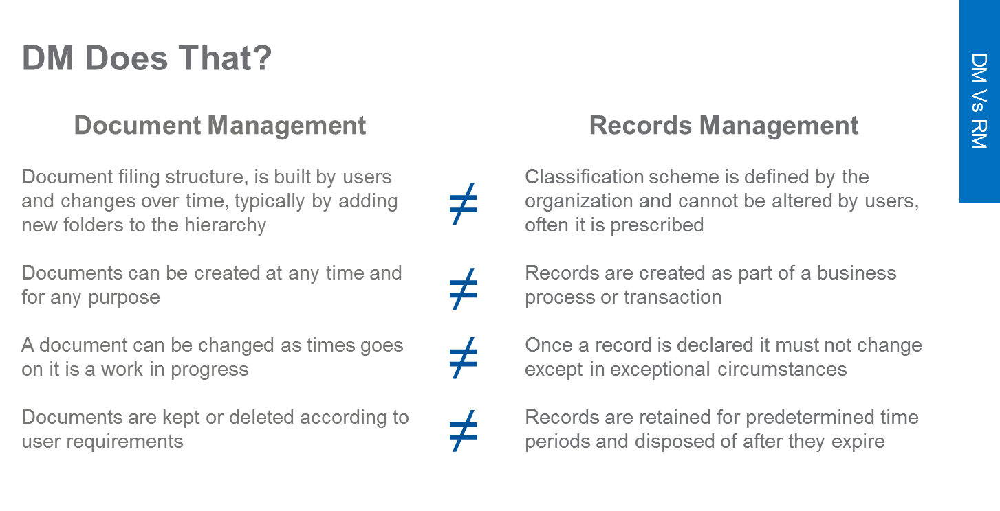 DM Does That?
DM Vs RM
Document Management
Records Management
Document filing structure, is built by users
and changes over time, typically by adding
new folders to the hierarchy
≠
Classification scheme is defined by the
organization and cannot be altered by users,
often it is prescribed
Documents can be created at any time and
for any purpose
≠
Records are created as part of a business
process or transaction
A document can be changed as times goes
on it is a work in progress
≠
Once a record is declared it must not change
except in exceptional circumstances
Documents are kept or deleted according to
user requirements
≠
Records are retained for predetermined time
periods and disposed of after they expire